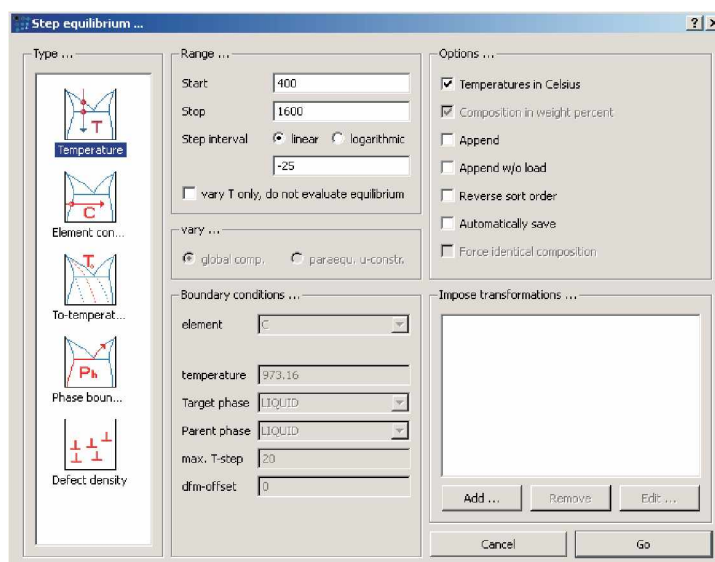 Step equilibrium ...
Type ...
T
Temperature
C
Element con...
To
To-temperat...
Ph
Phase boun...
Defect density
Range ...
Start 400
Stop 1600
Step interval linear logarithmic
-25
vary T only, do not evaluate equilibrium
vary ...
global comp. paraequ. u-constr.
Boundary conditions ...
element C
temperature 973.16
Target phase LIQUID
Parent phase LIQUID
max. T-step 20
dfm-offset 0
Options ...
Temperatures in Celsius
Composition in weight percent
Append
Append w/o load
Reverse sort order
Automatically save
Force identical composition
Impose transformations ...
Add ... Remove Edit ...
Cancel Go